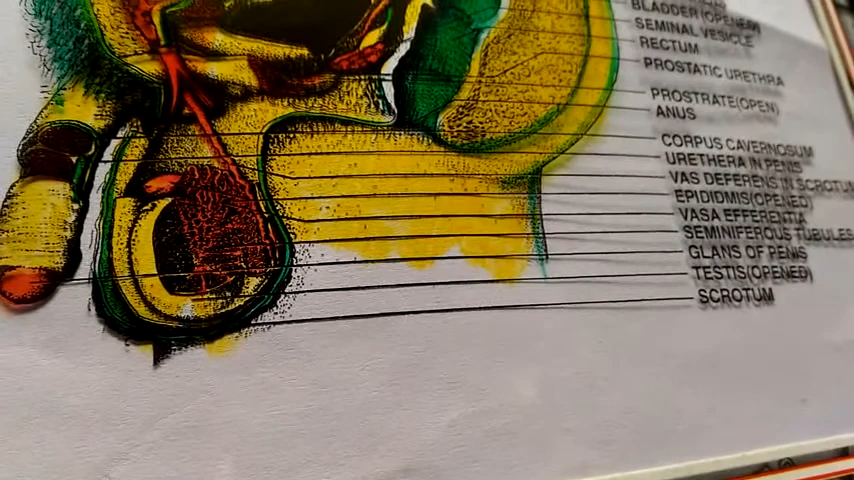 BLADDER (OPENED)
SEMINAL VESICLE
RECTUM
PROSTATIC URETHRA
PROSTRATE(OPEN)
ANUS
CORPUS CAVERNOSUM
URETHERA IN PENIS
VAS DEFERENS IN SCROTUM
EPIDIDMIS(OPENED)
VASA EFFERENTIA
SEMINIFEROUS TUBULES
GLANS OF PENIS
TESTIS(OPENED)
SCROTUM